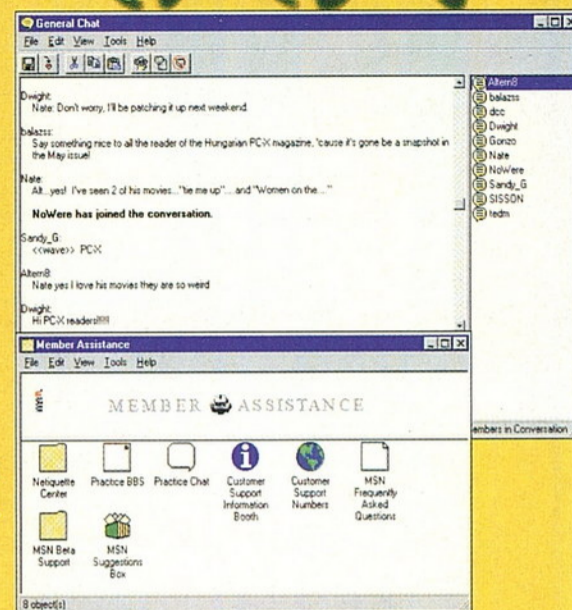 General Chat
File Edit View Tools Help
Dwight:
Nate: Don't worry, I'll be patching it up next weekend
balazss:
Say something nice to all the reader of the Hungarian PC-X magazine, 'cause it's gone be a snapshot in
the May issue!
Nate:
Alt...yes! I've seen 2 of his movies..."tie me up"... and "Women on the..."
NoWere has joined the conversation.
Sandy_G:
<<wave>> PC-X
Altern8:
Nate yes I love his movies they are so weird
Dwight:
Hi PC-X readers!!!!!
Altern8
balazss
dcc
Dwight
Gonzo
Nate
NoWere
Sandy_G
SISSON
tedm
embers in Conversation
Member Assistance
File Edit View Tools Help
MEMBER ASSISTANCE
Netiquette
Center
Practice BBS
Practice Chat
Customer
Support
Information
Booth
Customer
Support
Numbers
MSN
Frequently
Asked
Questions
MSN Beta
Support
MSN
Suggestions
Box
8 object(s)